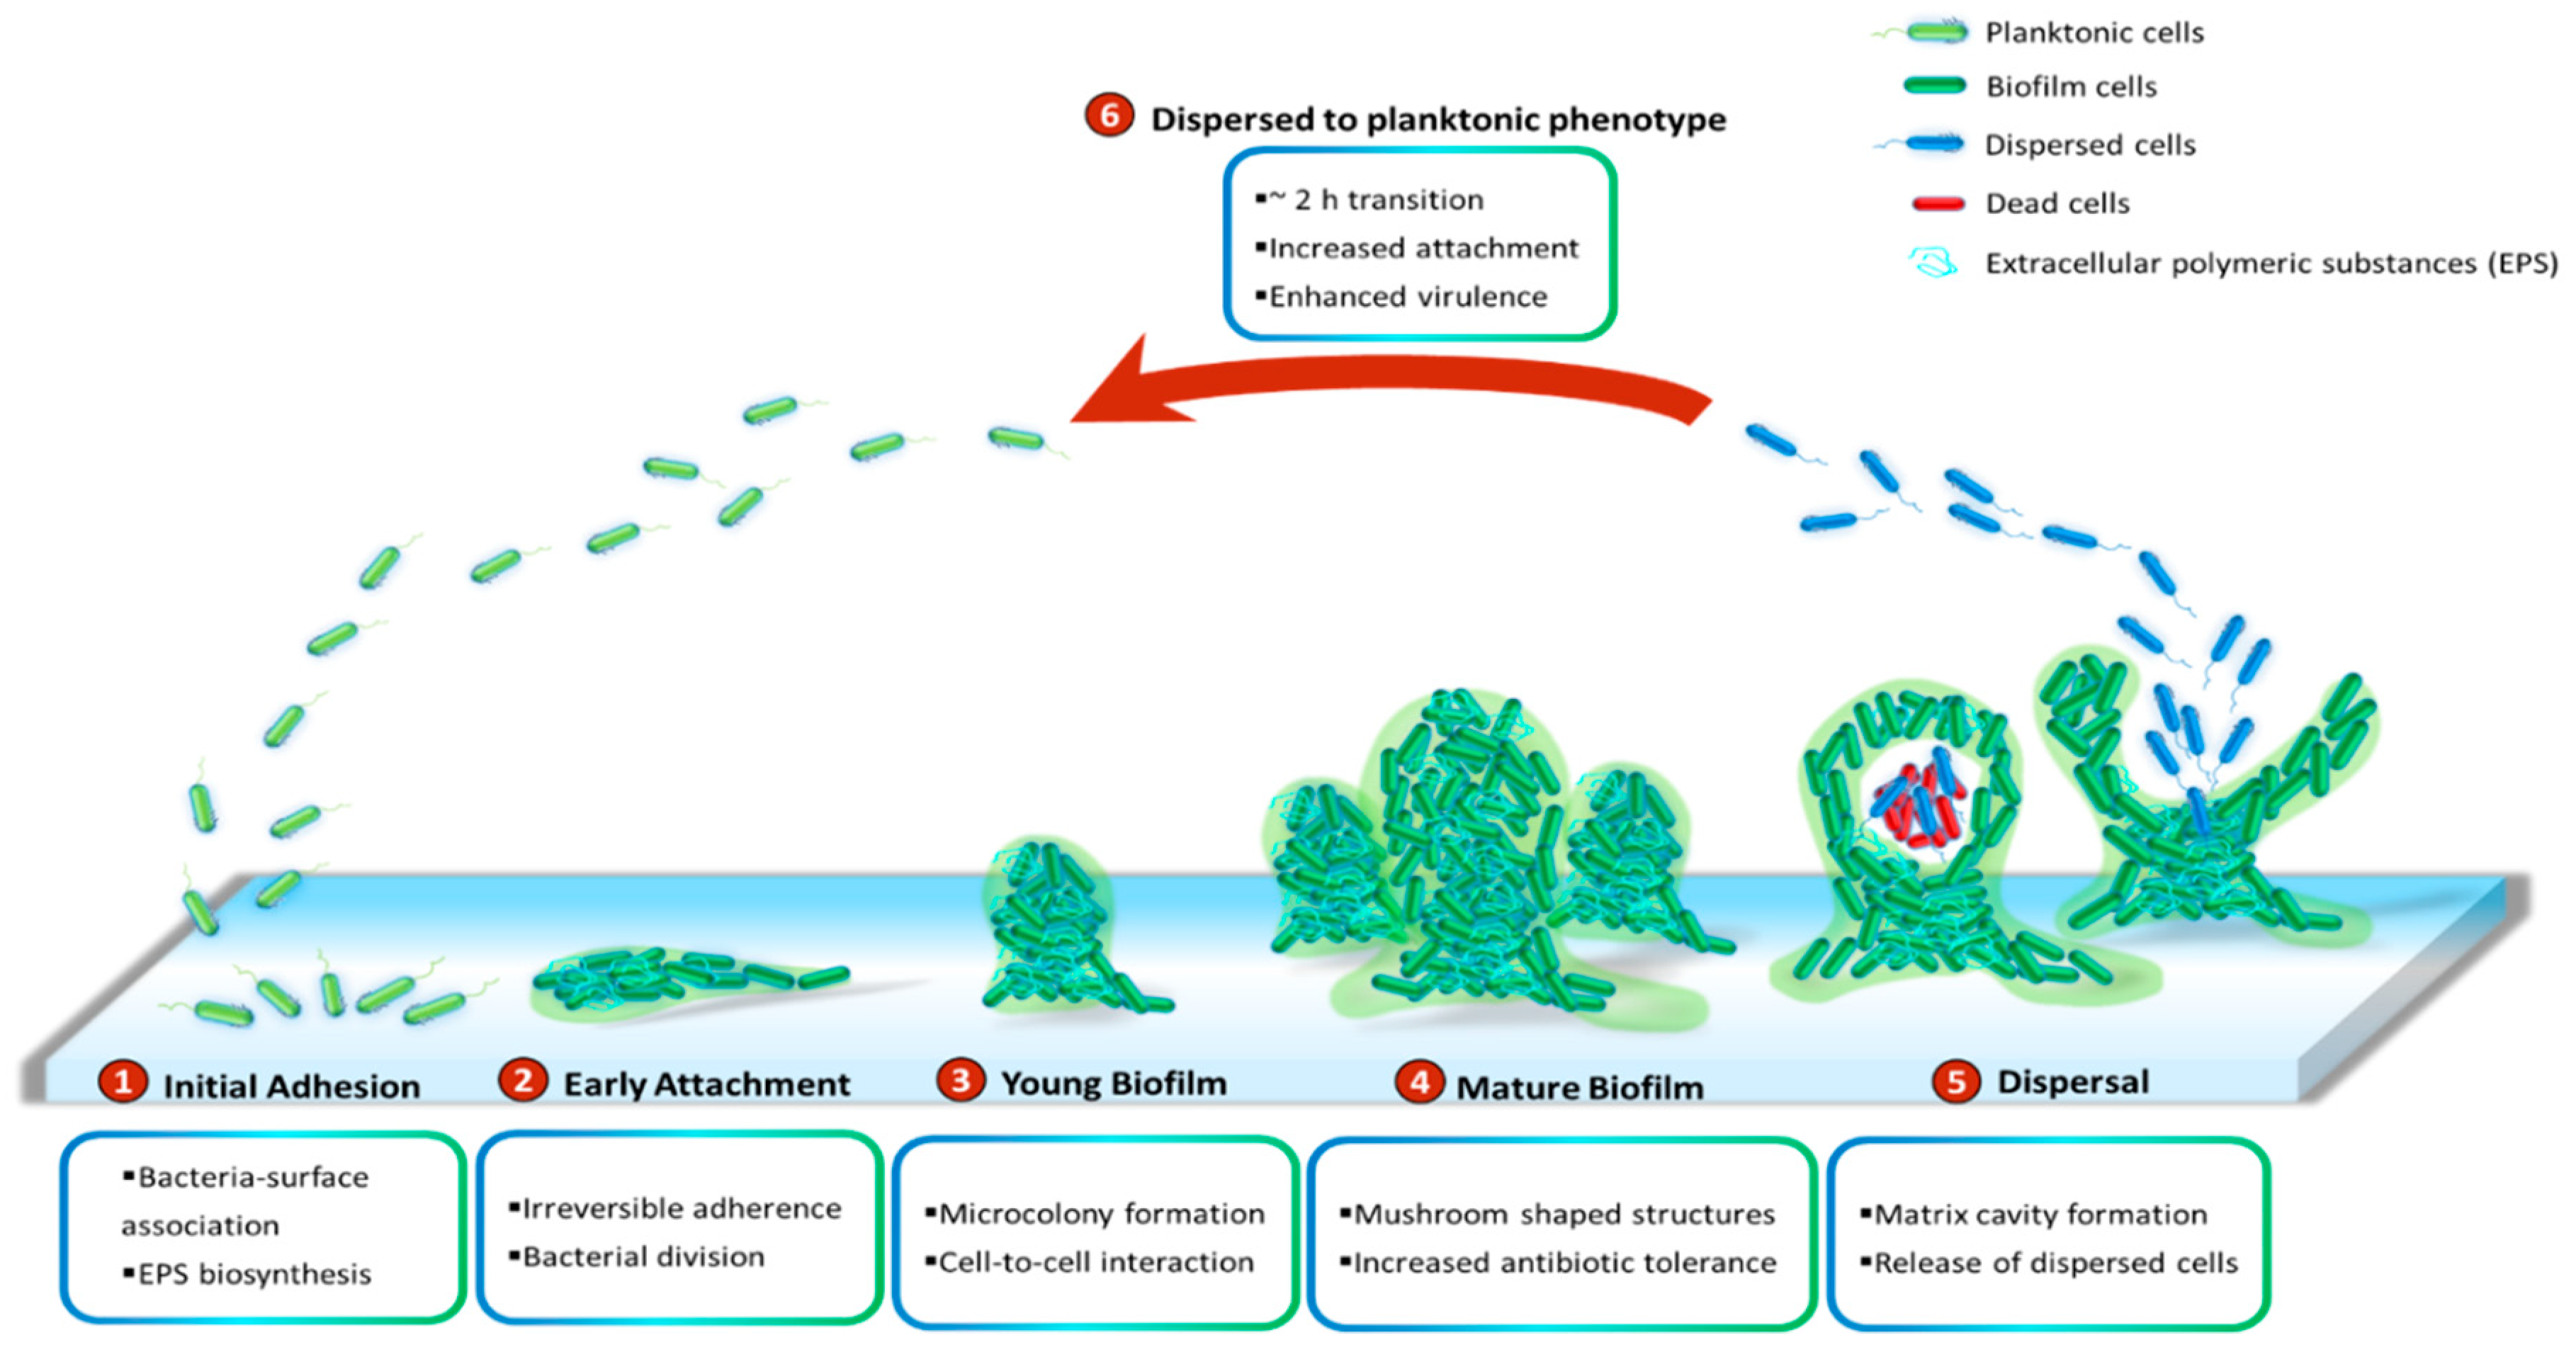 Planktonic cells
Biofilm cells
Dispersed cells
Dead cells
Extracellular polymeric substances (EPS)
6 Dispersed to planktonic phenotype
▪~ 2 h transition
▪Increased attachment
▪Enhanced virulence
1 Initial Adhesion
▪Bacteria-surface
association
▪EPS biosynthesis
2 Early Attachment
▪Irreversible adherence
▪Bacterial division
3 Young Biofilm
▪Microcolony formation
▪Cell-to-cell interaction
4 Mature Biofilm
▪Mushroom shaped structures
▪Increased antibiotic tolerance
5 Dispersal
▪Matrix cavity formation
▪Release of dispersed cells